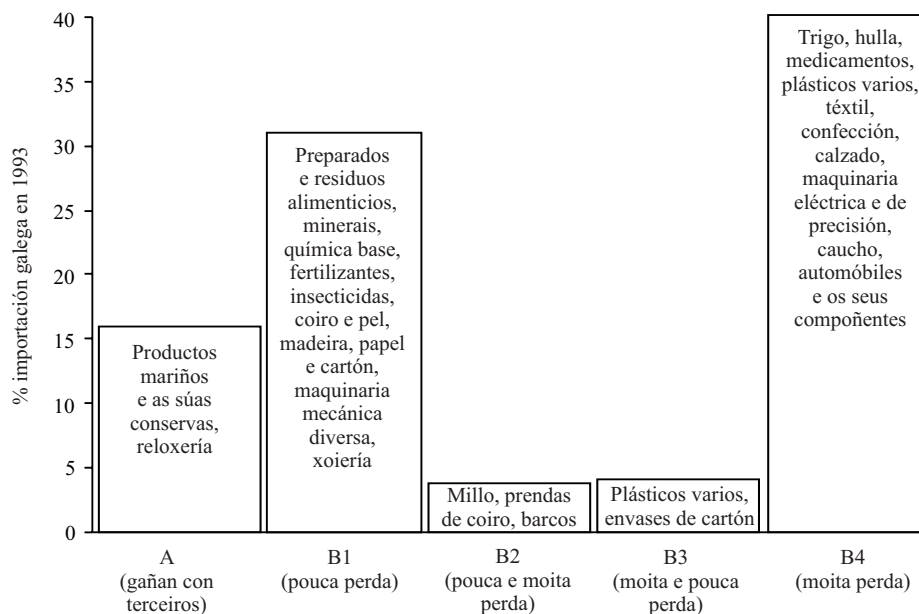 % importación galega en 1993
40
35
30
25
20
15
10
5
0
Productos
mariños
e as súas
conservas,
reloxería
Preparados
e residuos
alimenticios,
minerais,
química base,
fertilizantes,
insecticidas,
coiro e pel,
madeira, papel
e cartón,
maquinaria
mecánica
diversa,
xoiería
Millo, prendas
de coiro, barcos
Plásticos varios,
envases de cartón
Trigo, hulla,
medicamentos,
plásticos varios,
téxtil,
confección,
calzado,
maquinaria
eléctrica e de
precisión,
caucho,
automóbiles
e os seus
compoñentes
A
(gañan con
terceiros)
B1
(pouca perda)
B2
(pouca e moita
perda)
B3
(moita e pouca
perda)
B4
(moita perda)